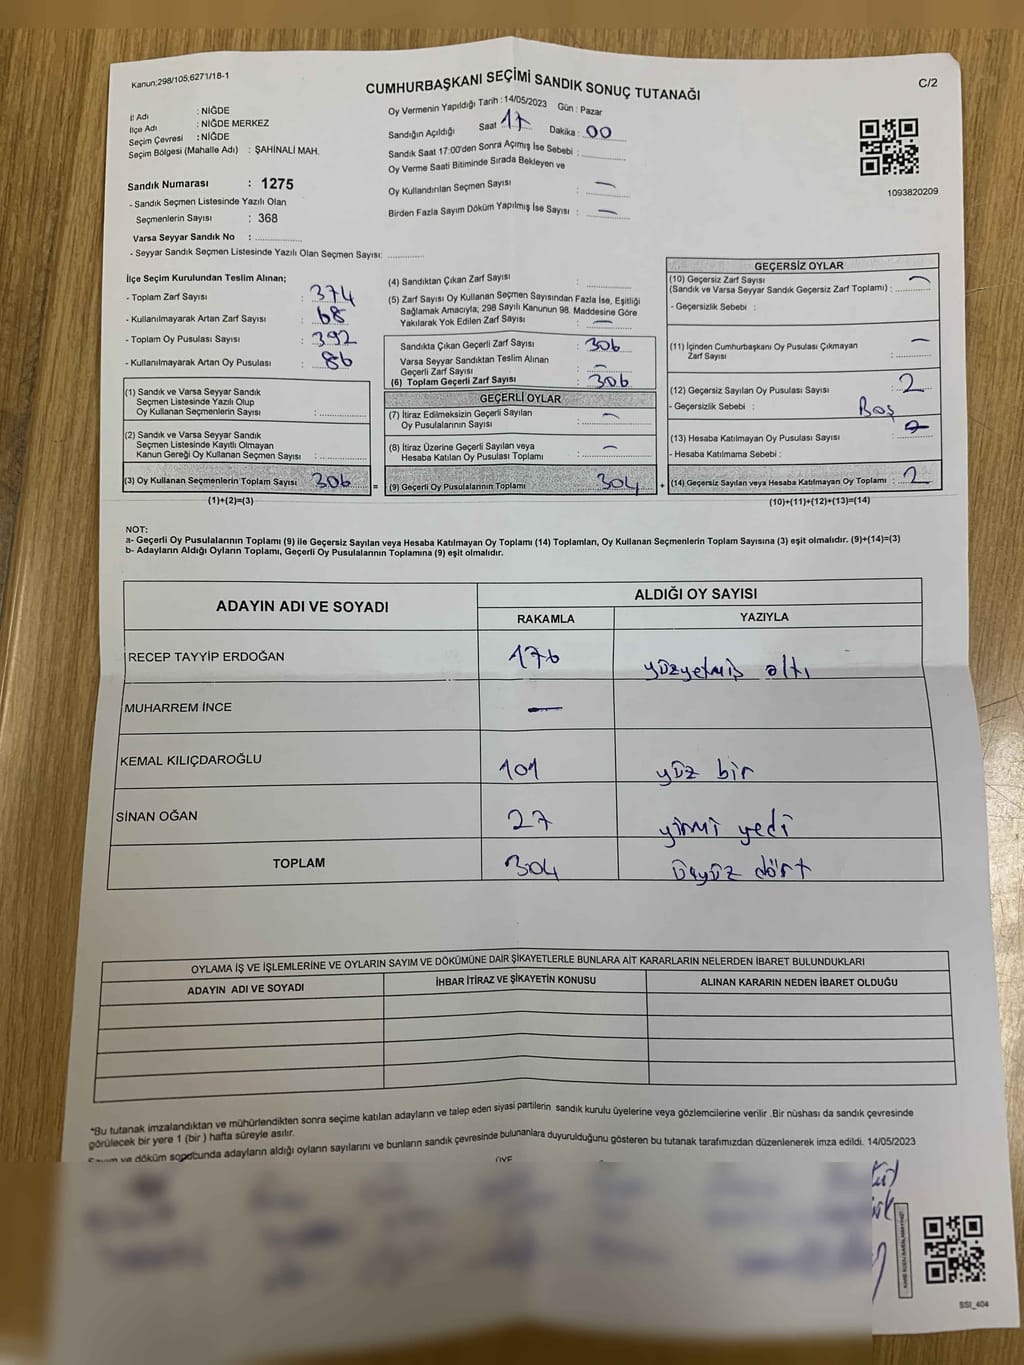 Kanun:298/105;6271/18-1
CUMHURBAŞKANI SEÇİMİ SANDIK SONUÇ TUTANAĞI
C/2
İl Adı : NİĞDE
İlçe Adı : NİĞDE MERKEZ
Seçim Çevresi : NİĞDE
Seçim Bölgesi (Mahalle Adı) : ŞAHİNALİ MAH.
Sandık Numarası : 1275
- Sandık Seçmen Listesinde Yazılı Olan
Seçmenlerin Sayısı : 368
Varsa Seyyar Sandık No :
- Seyyar Sandık Seçmen Listesinde Yazılı Olan Seçmen Sayısı:
Oy Vermenin Yapıldığı Tarih : 14/05/2023 Gün : Pazar
Sandığın Açıldığı Saat 17 Dakika : 00
Sandık Saat 17:00'den Sonra Açımış İse Sebebi :
Oy Verme Saati Bitiminde Sırada Bekleyen ve
Oy Kullandırılan Seçmen Sayısı : —
Birden Fazla Sayım Döküm Yapılmış İse Sayısı : —
1093820209
İlçe Seçim Kurulundan Teslim Alınan;
- Toplam Zarf Sayısı : 374
- Kullanılmayarak Artan Zarf Sayısı : 68
- Toplam Oy Pusulası Sayısı : 392
- Kullanılmayarak Artan Oy Pusulası : 86
(1) Sandık ve Varsa Seyyar Sandık
Seçmen Listesinde Yazılı Olup
Oy Kullanan Seçmenlerin Sayısı :
(2) Sandık ve Varsa Seyyar Sandık
Seçmen Listesinde Kayıtlı Olmayan
Kanun Gereği Oy Kullanan Seçmen Sayısı :
(3) Oy Kullanan Seçmenlerin Toplam Sayısı : 306 =
(1)+(2)=(3)
(4) Sandıktan Çıkan Zarf Sayısı :
(5) Zarf Sayısı Oy Kullanan Seçmen Sayısından Fazla İse, Eşitliği
Sağlamak Amacıyla, 298 Sayılı Kanunun 98. Maddesine Göre
Yakılarak Yok Edilen Zarf Sayısı : —
Sandıkta Çıkan Geçerli Zarf Sayısı : 306
Varsa Seyyar Sandıktan Teslim Alınan
Geçerli Zarf Sayısı : —
(6) Toplam Geçerli Zarf Sayısı : 306
GEÇERLİ OYLAR
(7) İtiraz Edilmeksizin Geçerli Sayılan
Oy Pusulalarının Sayısı : —
(8) İtiraz Üzerine Geçerli Sayılan veya
Hesaba Katılan Oy Pusulası Toplamı : —
(9) Geçerli Oy Pusulalarının Toplamı : 304 +
GEÇERSİZ OYLAR
(10) Geçersiz Zarf Sayısı
(Sandık ve Varsa Seyyar Sandık Geçersiz Zarf Toplamı) : —
- Geçersizlik Sebebi :
(11) İçinden Cumhurbaşkanı Oy Pusulası Çıkmayan
Zarf Sayısı : —
(12) Geçersiz Sayılan Oy Pusulası Sayısı : 2
- Geçersizlik Sebebi : Boş
(13) Hesaba Katılmayan Oy Pusulası Sayısı :
- Hesaba Katılmama Sebebi :
(14) Geçersiz Sayılan veya Hesaba Katılmayan Oy Toplamı : 2
(10)+(11)+(12)+(13)=(14)
NOT:
a- Geçerli Oy Pusulalarının Toplamı (9) ile Geçersiz Sayılan veya Hesaba Katılmayan Oy Toplamı (14) Toplamları, Oy Kullanan Seçmenlerin Toplam Sayısına (3) eşit olmalıdır. (9)+(14)=(3)
b- Adayların Aldığı Oyların Toplamı, Geçerli Oy Pusulalarının Toplamına (9) eşit olmalıdır.
ADAYIN ADI VE SOYADI ALDIĞI OY SAYISI
RAKAMLA YAZIYLA
RECEP TAYYİP ERDOĞAN 176 yüzyetmiş altı
MUHARREM İNCE —
KEMAL KILIÇDAROĞLU 101 yüz bir
SİNAN OĞAN 27 yirmi yedi
TOPLAM 304 üçyüz dört
OYLAMA İŞ VE İŞLEMLERİNE VE OYLARIN SAYIM VE DÖKÜMÜNE DAİR ŞİKAYETLERLE BUNLARA AİT KARARLARIN NELERDEN İBARET BULUNDUKLARI
ADAYIN ADI VE SOYADI İHBAR İTİRAZ VE ŞİKAYETİN KONUSU ALINAN KARARIN NEDEN İBARET OLDUĞU
*Bu tutanak imzalandıktan ve mühürlendikten sonra seçime katılan adayların ve talep eden siyasi partilerin sandık kurulu üyelerine veya gözlemcilerine verilir .Bir nüshası da sandık çevresinde
görülecek bir yere 1 (bir ) hafta süreyle asılır.
Sayım ve döküm sonucunda adayların aldığı oyların sayılarını ve bunların sandık çevresinde bulunanlara duyurulduğunu gösteren bu tutanak tarafımızdan düzenlenerek imza edildi. 14/05/2023
ÜYE
SSI_404